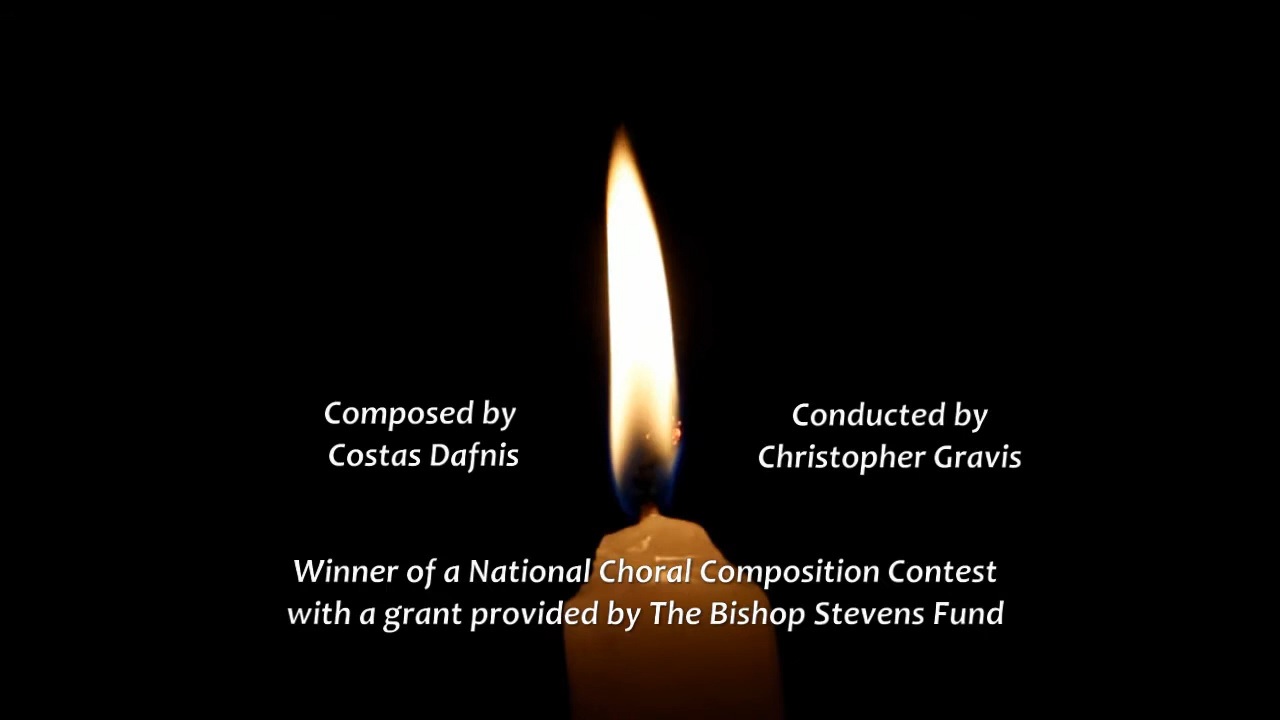 Composed by
Costas Dafnis
Conducted by
Christopher Gravis
Winner of a National Choral Composition Contest
with a grant provided by The Bishop Stevens Fund